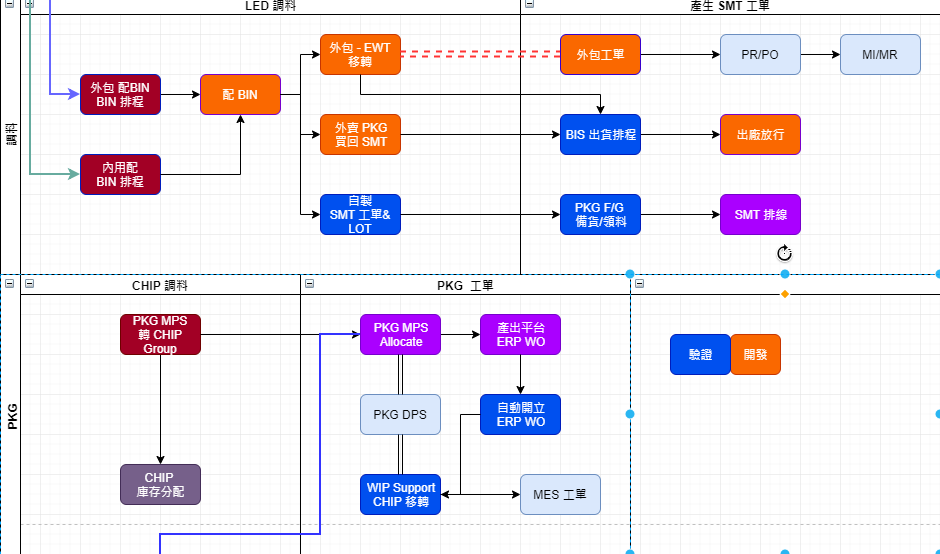 LED 調料
產生 SMT 工單
調料
外包 配BIN
BIN 排程
配 BIN
外包 - EWT
移轉
外包工單
PR/PO
MI/MR
外賣 PKG
買回 SMT
BIS 出貨排程
出廠放行
內用配
BIN 排程
自製
SMT 工單&
LOT
PKG F/G
備貨/領料
SMT 排線
CHIP 調料
PKG 工單
PKG
PKG MPS
轉 CHIP
Group
PKG MPS
Allocate
產出平台
ERP WO
驗證
開發
PKG DPS
自動開立
ERP WO
CHIP
庫存分配
WIP Support
CHIP 移轉
MES 工單